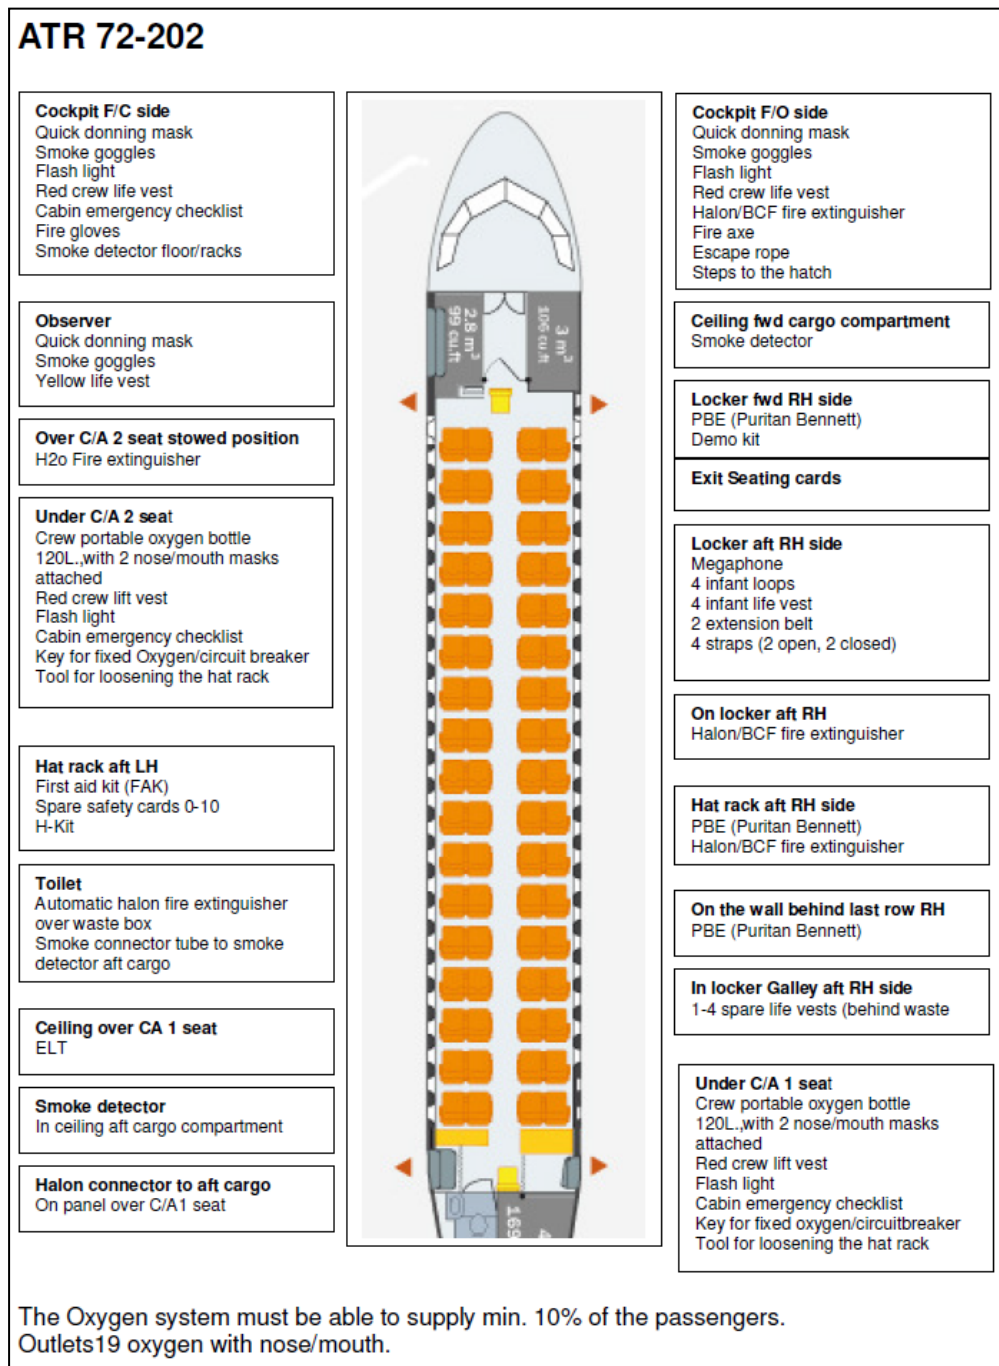 ATR 72-202
Cockpit F/C side
Quick donning mask
Smoke goggles
Flash light
Red crew life vest
Cabin emergency checklist
Fire gloves
Smoke detector floor/racks
Observer
Quick donning mask
Smoke goggles
Yellow life vest
Over C/A 2 seat stowed position
H2o Fire extinguisher
Under C/A 2 seat
Crew portable oxygen bottle
120L.,with 2 nose/mouth masks
attached
Red crew lift vest
Flash light
Cabin emergency checklist
Key for fixed Oxygen/circuit breaker
Tool for loosening the hat rack
Hat rack aft LH
First aid kit (FAK)
Spare safety cards 0-10
H-Kit
Toilet
Automatic halon fire extinguisher
over waste box
Smoke connector tube to smoke
detector aft cargo
Ceiling over CA 1 seat
ELT
Smoke detector
In ceiling aft cargo compartment
Halon connector to aft cargo
On panel over C/A1 seat
2.8 m³
99 cu.ft
3 m³
106 cu.ft
4
169
Cockpit F/O side
Quick donning mask
Smoke goggles
Flash light
Red crew life vest
Halon/BCF fire extinguisher
Fire axe
Escape rope
Steps to the hatch
Ceiling fwd cargo compartment
Smoke detector
Locker fwd RH side
PBE (Puritan Bennett)
Demo kit
Exit Seating cards
Locker aft RH side
Megaphone
4 infant loops
4 infant life vest
2 extension belt
4 straps (2 open, 2 closed)
On locker aft RH
Halon/BCF fire extinguisher
Hat rack aft RH side
PBE (Puritan Bennett)
Halon/BCF fire extinguisher
On the wall behind last row RH
PBE (Puritan Bennett)
In locker Galley aft RH side
1-4 spare life vests (behind waste
Under C/A 1 seat
Crew portable oxygen bottle
120L.,with 2 nose/mouth masks
attached
Red crew lift vest
Flash light
Cabin emergency checklist
Key for fixed oxygen/circuitbreaker
Tool for loosening the hat rack
The Oxygen system must be able to supply min. 10% of the passengers.
Outlets19 oxygen with nose/mouth.